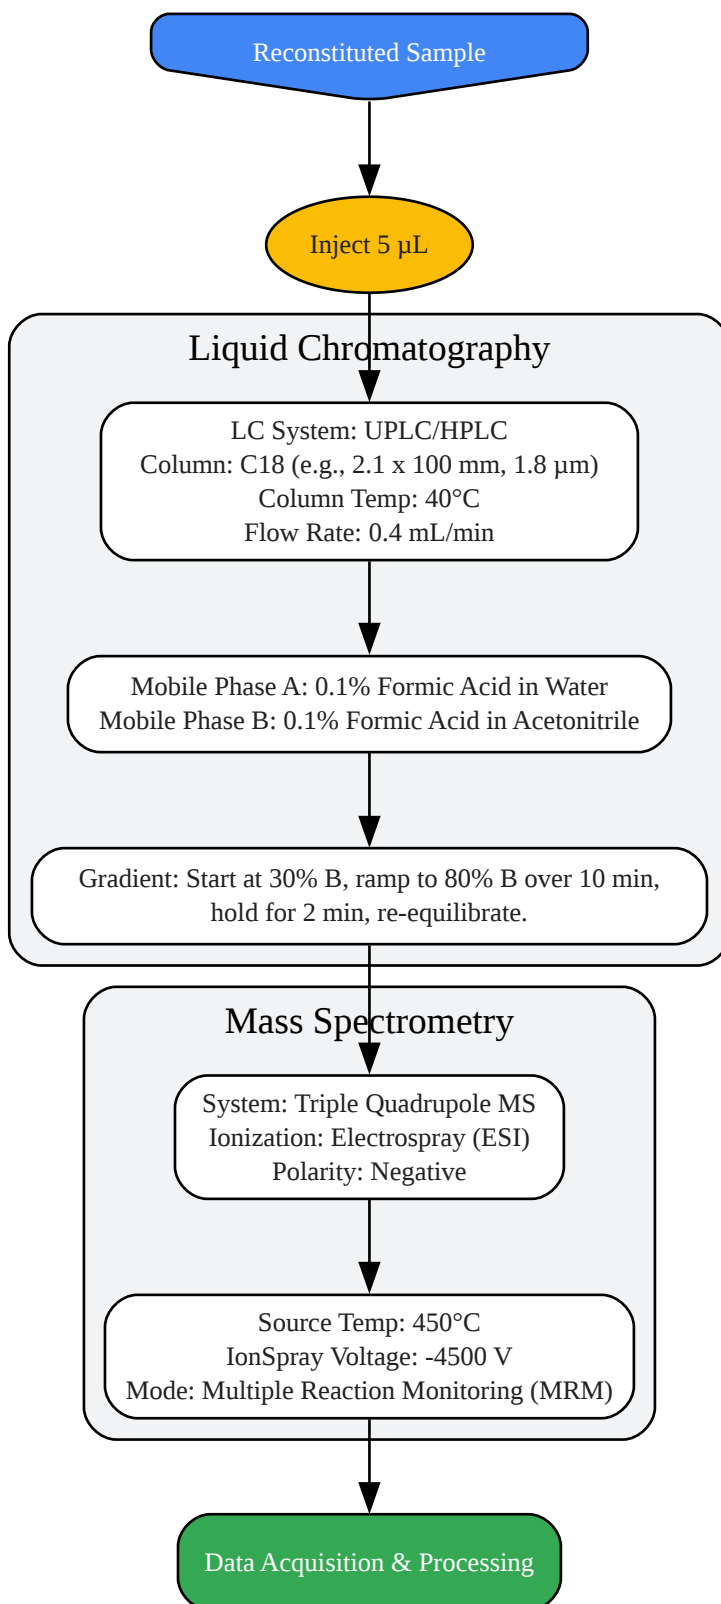 Reconstituted Sample
Inject 5 µL
Liquid Chromatography
LC System: UPLC/HPLC
Column: C18 (e.g., 2.1 x 100 mm, 1.8 µm)
Column Temp: 40°C
Flow Rate: 0.4 mL/min
Mobile Phase A: 0.1% Formic Acid in Water
Mobile Phase B: 0.1% Formic Acid in Acetonitrile
Gradient: Start at 30% B, ramp to 80% B over 10 min,
hold for 2 min, re-equilibrate.
Mass Spectrometry
System: Triple Quadrupole MS
Ionization: Electrospray (ESI)
Polarity: Negative
Source Temp: 450°C
IonSpray Voltage: -4500 V
Mode: Multiple Reaction Monitoring (MRM)
Data Acquisition & Processing